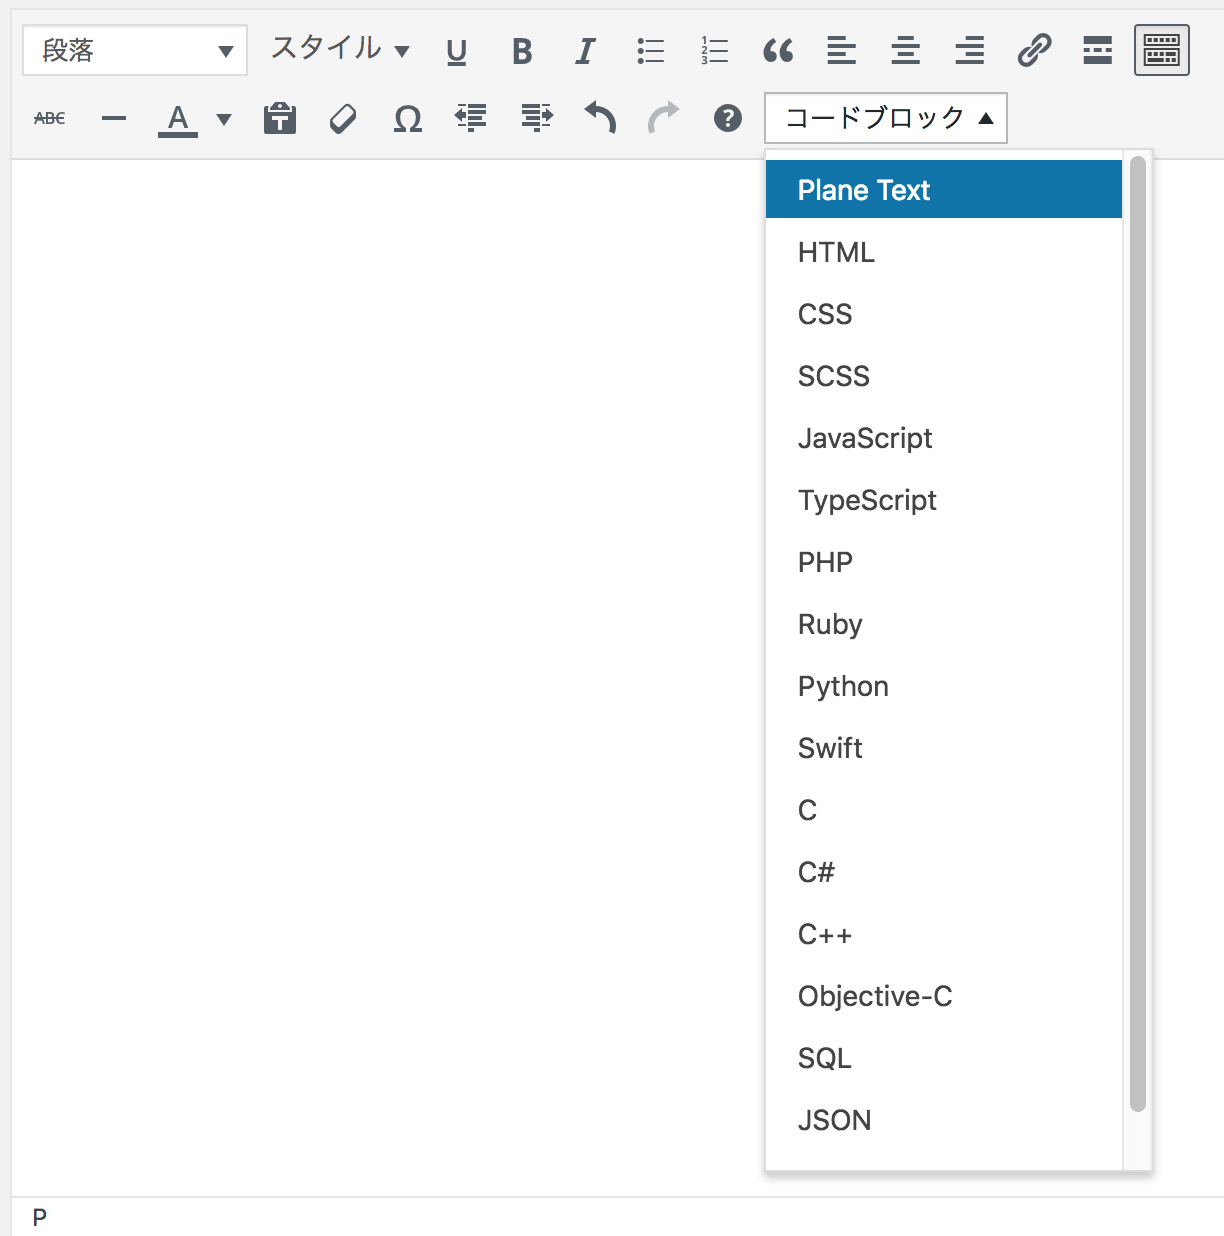 段落 スタイル U B I
ABC A コードブロック
Plane Text
HTML
CSS
SCSS
JavaScript
TypeScript
PHP
Ruby
Python
Swift
C
C#
C++
Objective-C
SQL
JSON
P